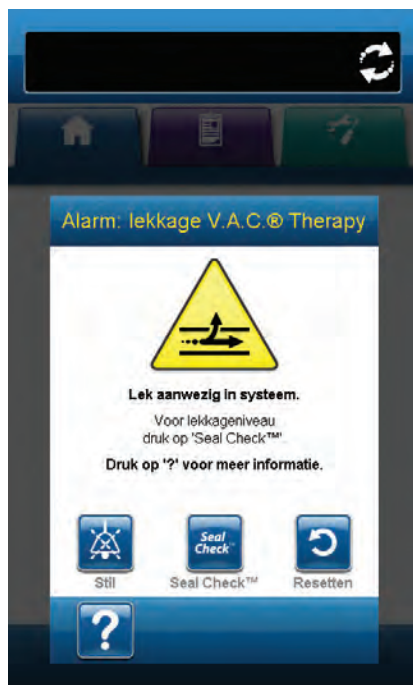 Alarm: lekkage V.A.C.® Therapy
Lek aanwezig in systeem.
Voor lekkageniveau
druk op 'Seal Check™'
Druk op '?' voor meer informatie.
Seal
Check™
Stil
Seal Check™
Resetten
?